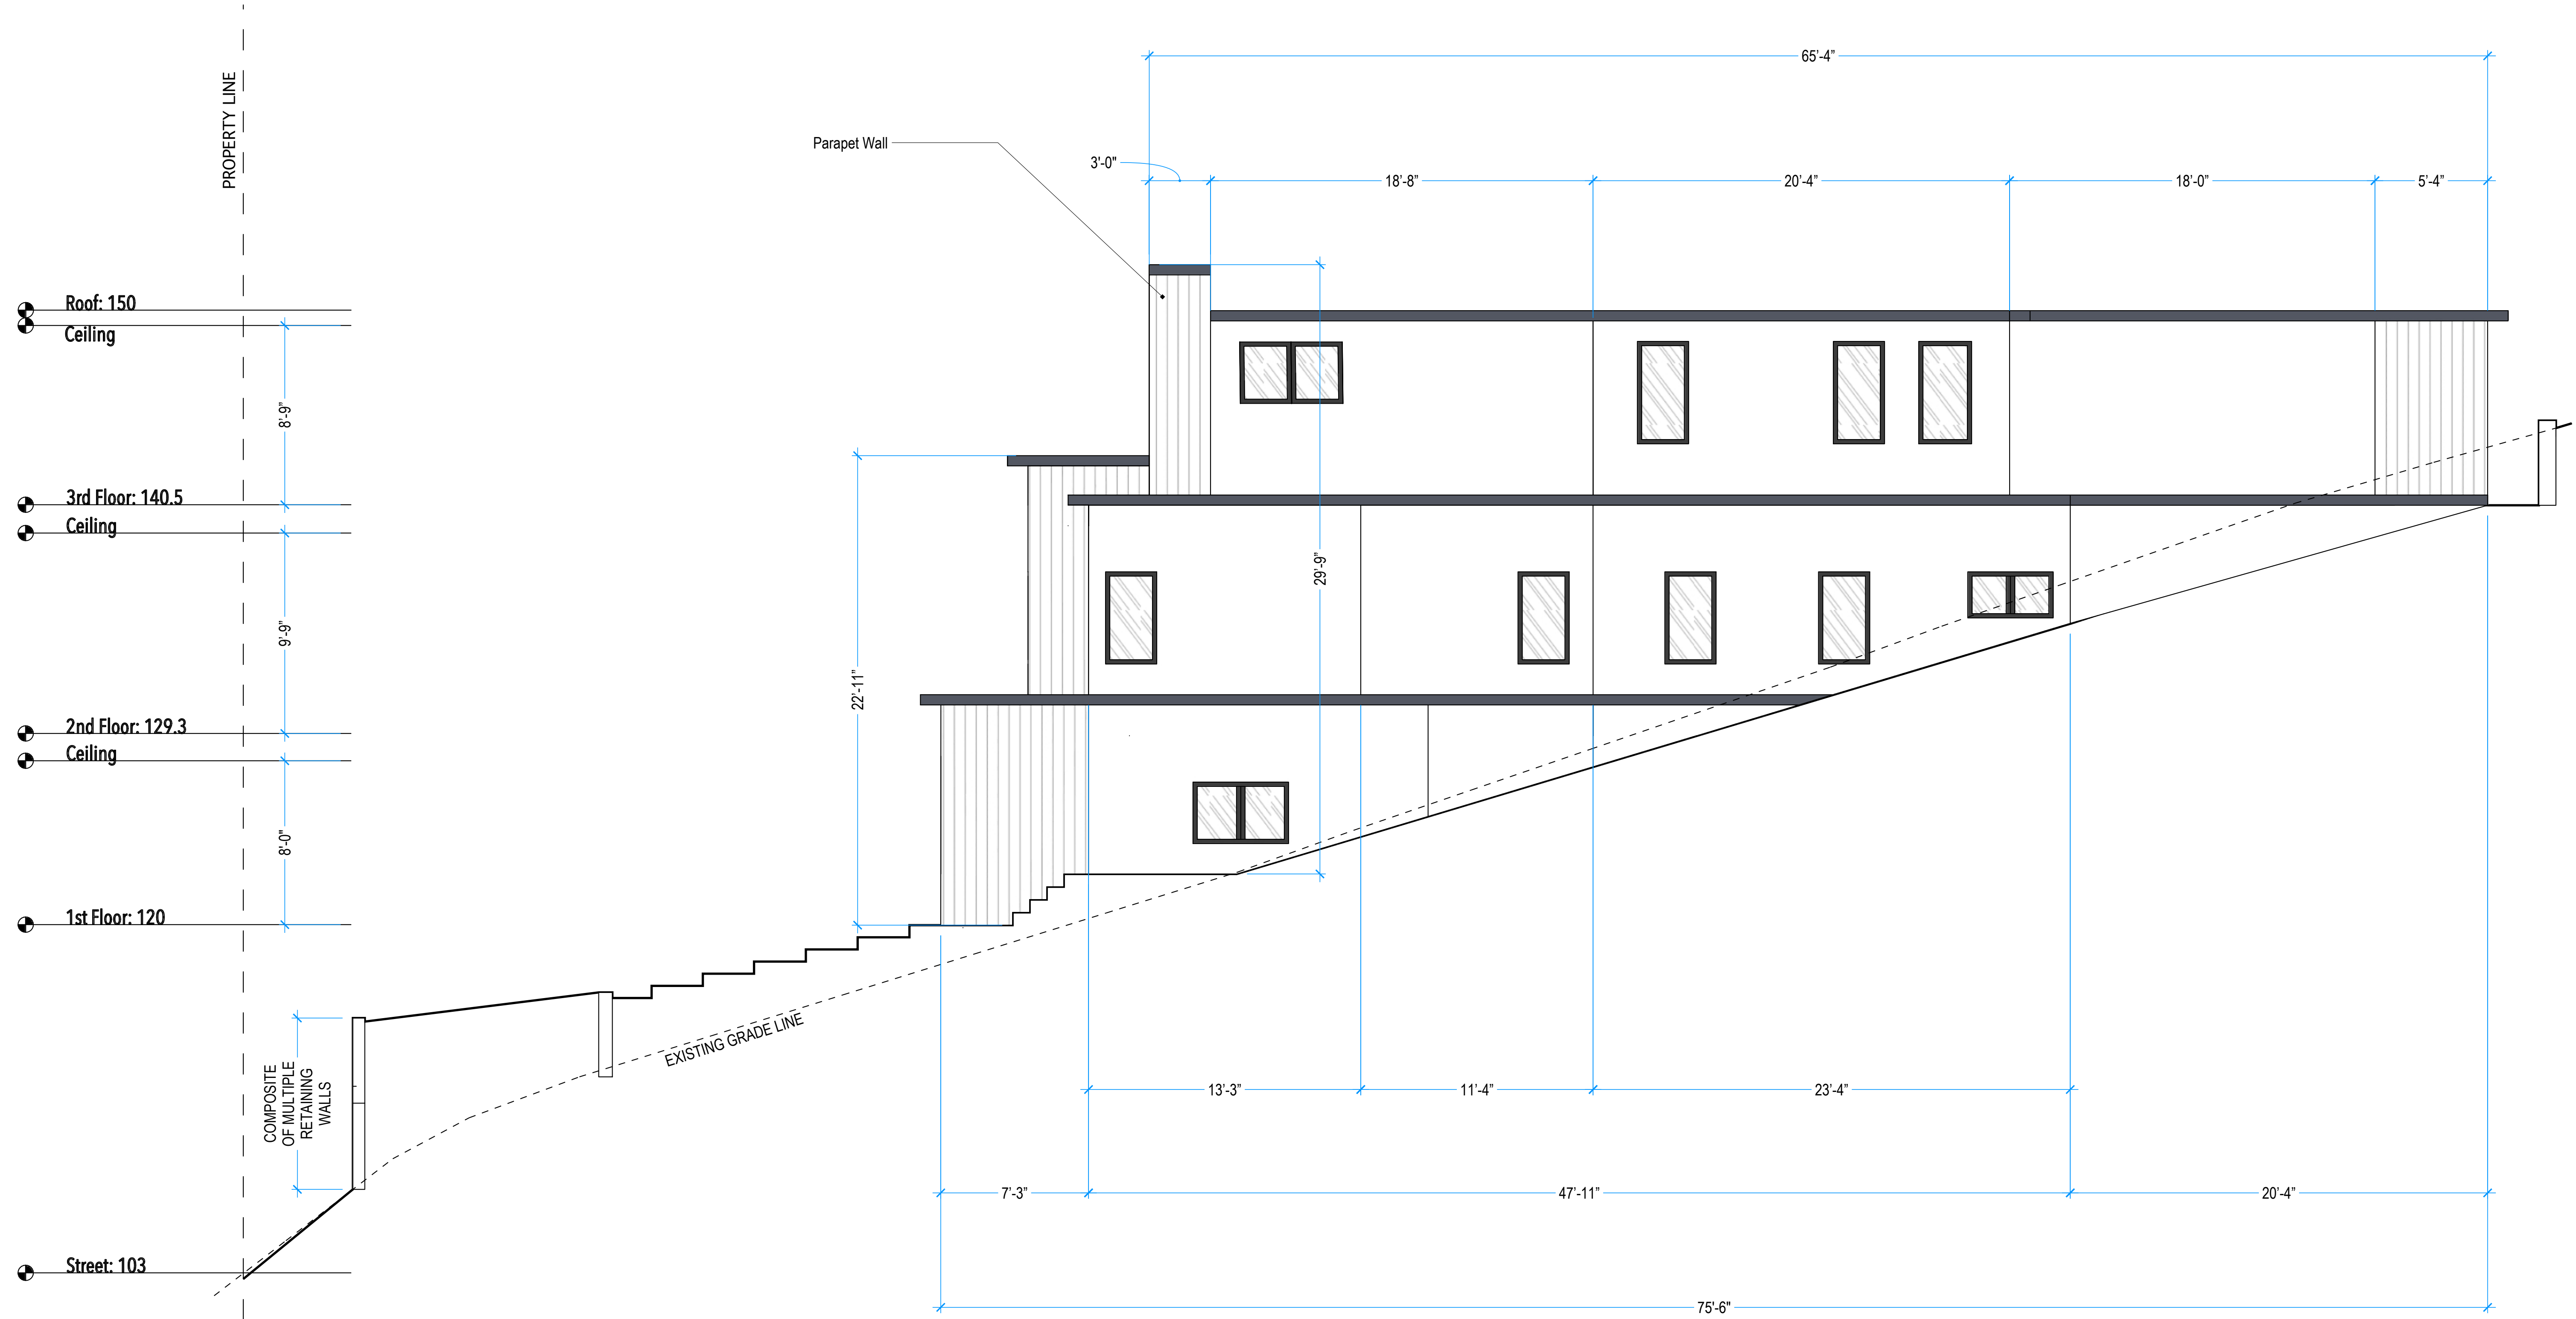 65’-4”
PROPERTY LINE
Parapet Wall
3'-0"
18’-8”
20’-4”
18’-0”
5’-4”
Roof: 150
Ceiling
8’-9”
3rd Floor: 140.5
Ceiling
9’-9”
29’-9”
22’-11”
2nd Floor: 129.3
Ceiling
8'-0"
1st Floor: 120
EXISTING GRADE LINE
COMPOSITE
OF MULTIPLE
RETAINING
WALLS
13’-3”
11’-4”
23’-4”
7’-3”
47’-11”
20’-4”
Street: 103
75'-6"